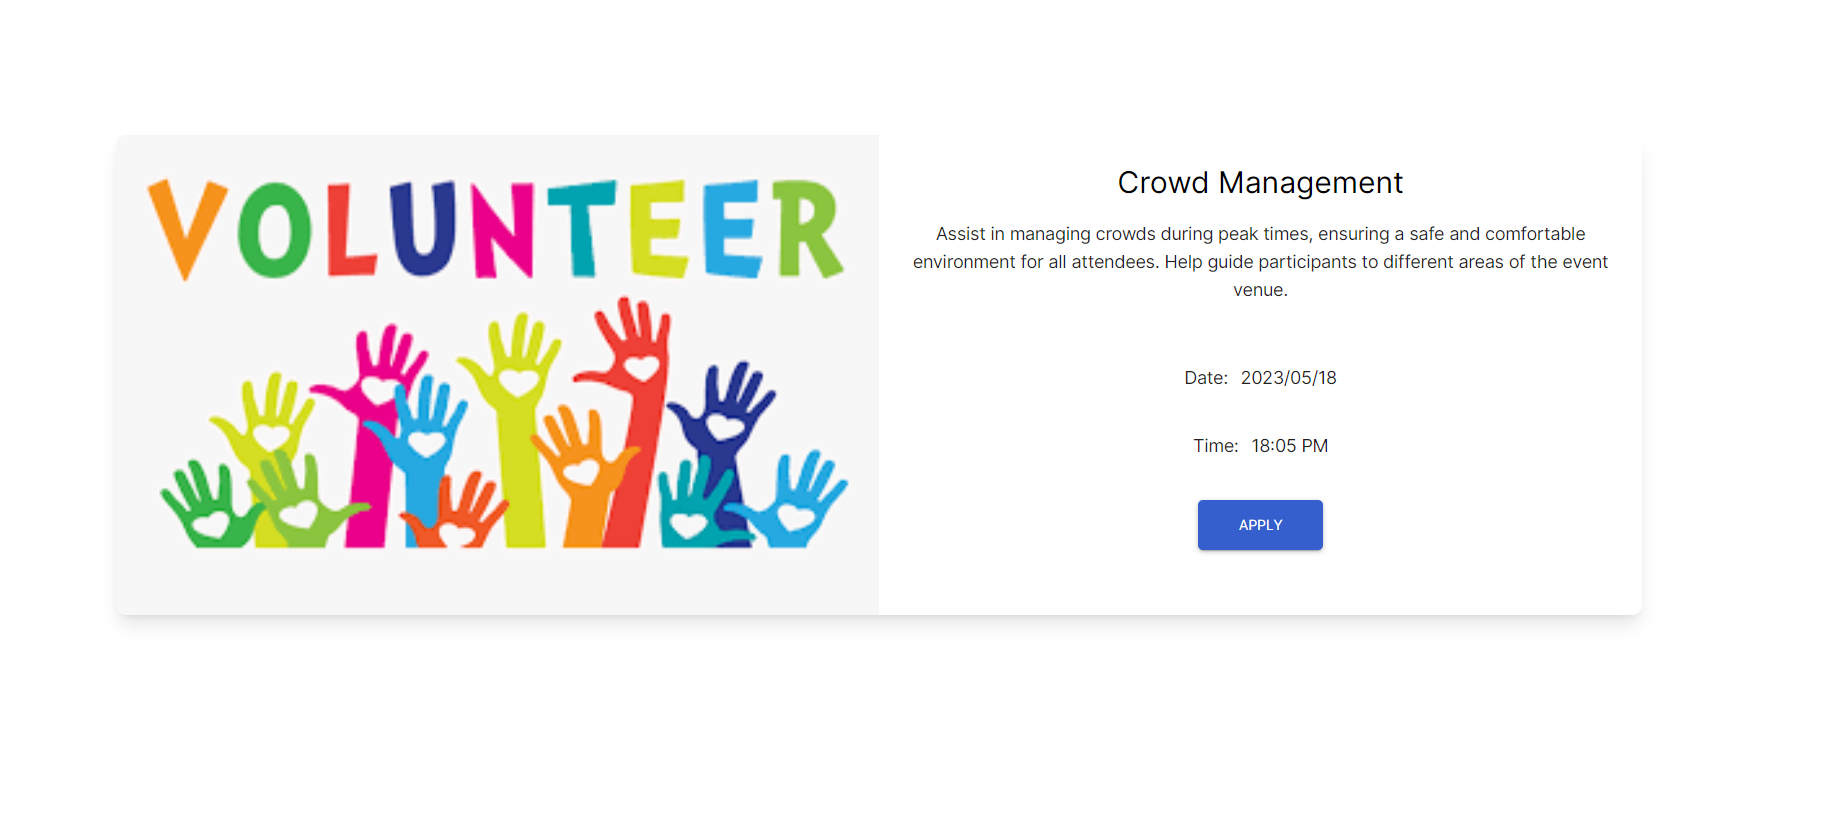 VOLUNTEER
Crowd Management
Assist in managing crowds during peak times, ensuring a safe and comfortable
environment for all attendees. Help guide participants to different areas of the event
venue.
Date: 2023/05/18
Time: 18:05 PM
APPLY